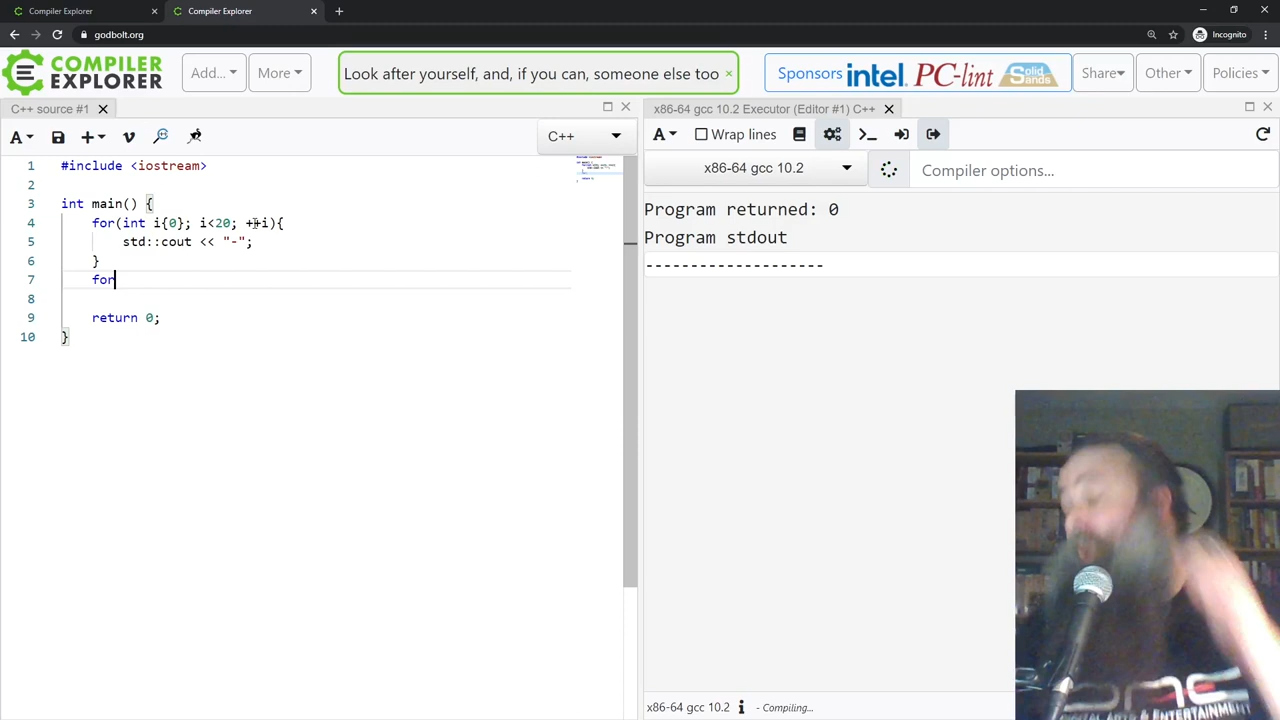 Compiler Explorer
Compiler Explorer
godbolt.org
Incognito
COMPILER
EXPLORER
Add...
More
Look after yourself, and, if you can, someone else too
Sponsors intel. PC-lint Solid Sands
Share
Other
Policies
C++ source #1
x86-64 gcc 10.2 Executor (Editor #1) C++
A
C++
A
Wrap lines
x86-64 gcc 10.2
Compiler options...
1 #include <iostream>
2
3 int main() {
4 for(int i{0}; i<20; ++i){
5 std::cout << "-";
6 }
7 for
8
9 return 0;
10 }
Program returned: 0
Program stdout
--------------------
x86-64 gcc 10.2
- Compiling...